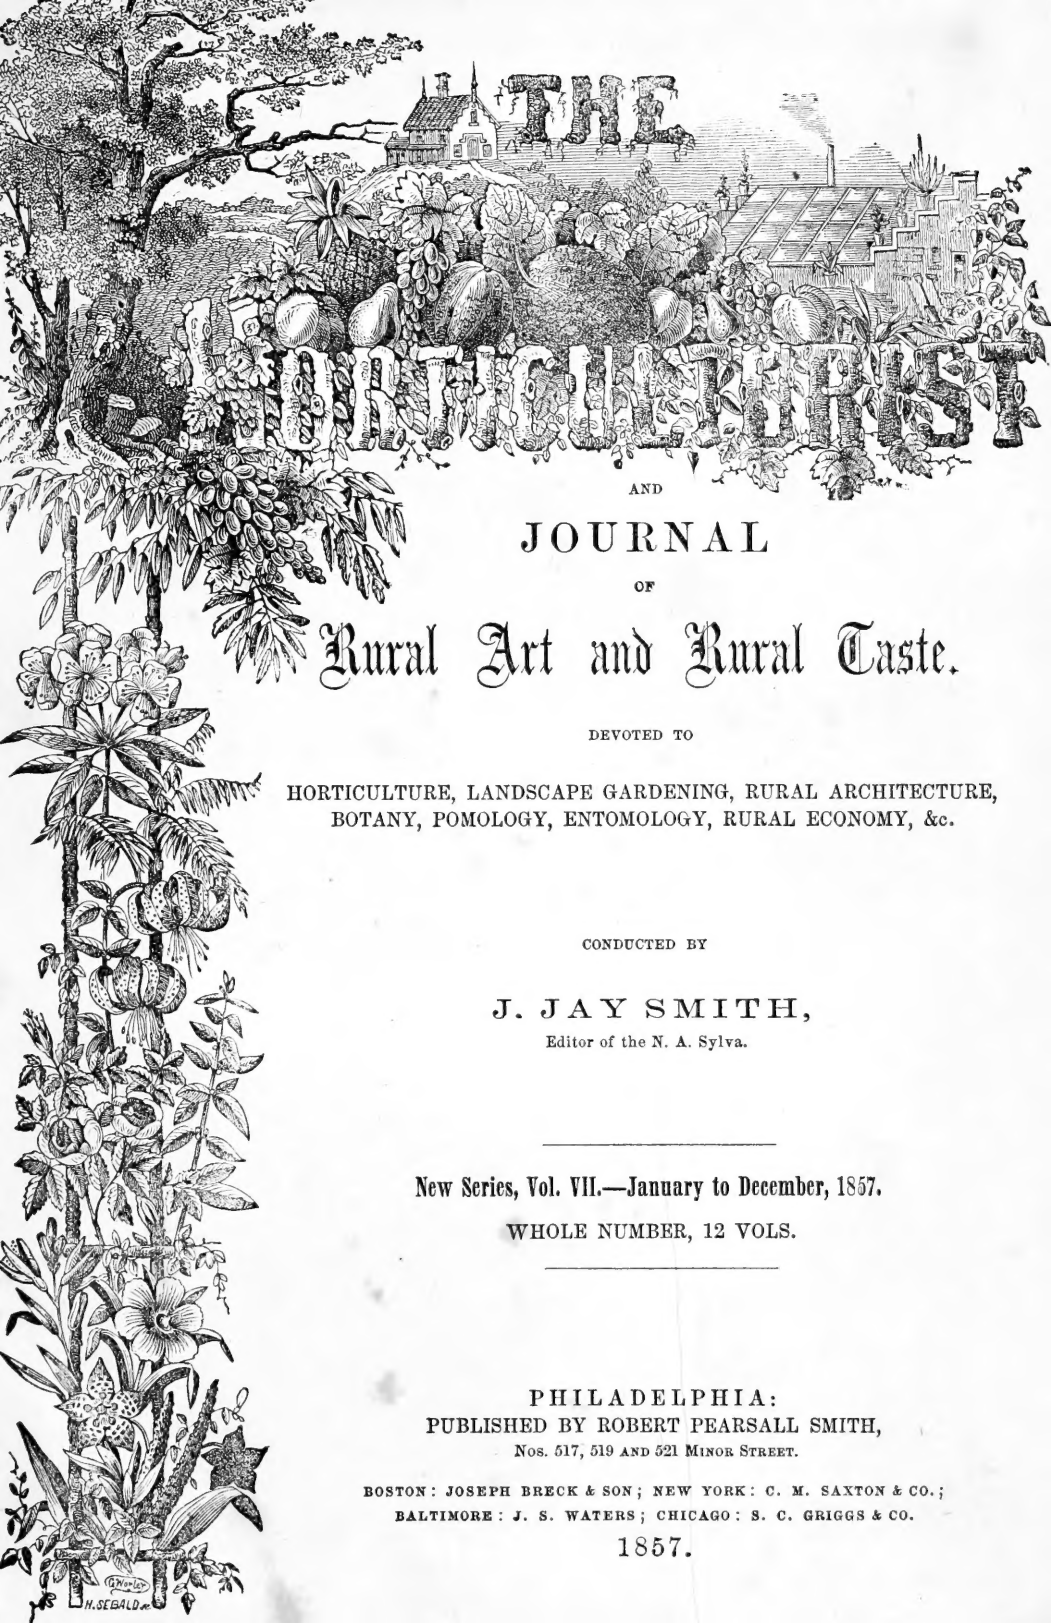 THE
HORTICULTURIST
AND
JOURNAL
OF
Rural Art and Rural Taste.
DEVOTED TO
HORTICULTURE, LANDSCAPE GARDENING, RURAL ARCHITECTURE,
BOTANY, POMOLOGY, ENTOMOLOGY, RURAL ECONOMY, &c.
CONDUCTED BY
J. JAY SMITH,
Editor of the N. A. Sylva.
New Series, Vol. VII.—January to December, 1857.
WHOLE NUMBER, 12 VOLS.
PHILADELPHIA:
PUBLISHED BY ROBERT PEARSALL SMITH,
Nos. 517, 519 AND 521 MINOR STREET.
BOSTON: JOSEPH BRECK & SON; NEW YORK: C. M. SAXTON & CO.;
BALTIMORE: J. S. WATERS; CHICAGO: S. C. GRIGGS & CO.
1857.
H. SEBALD